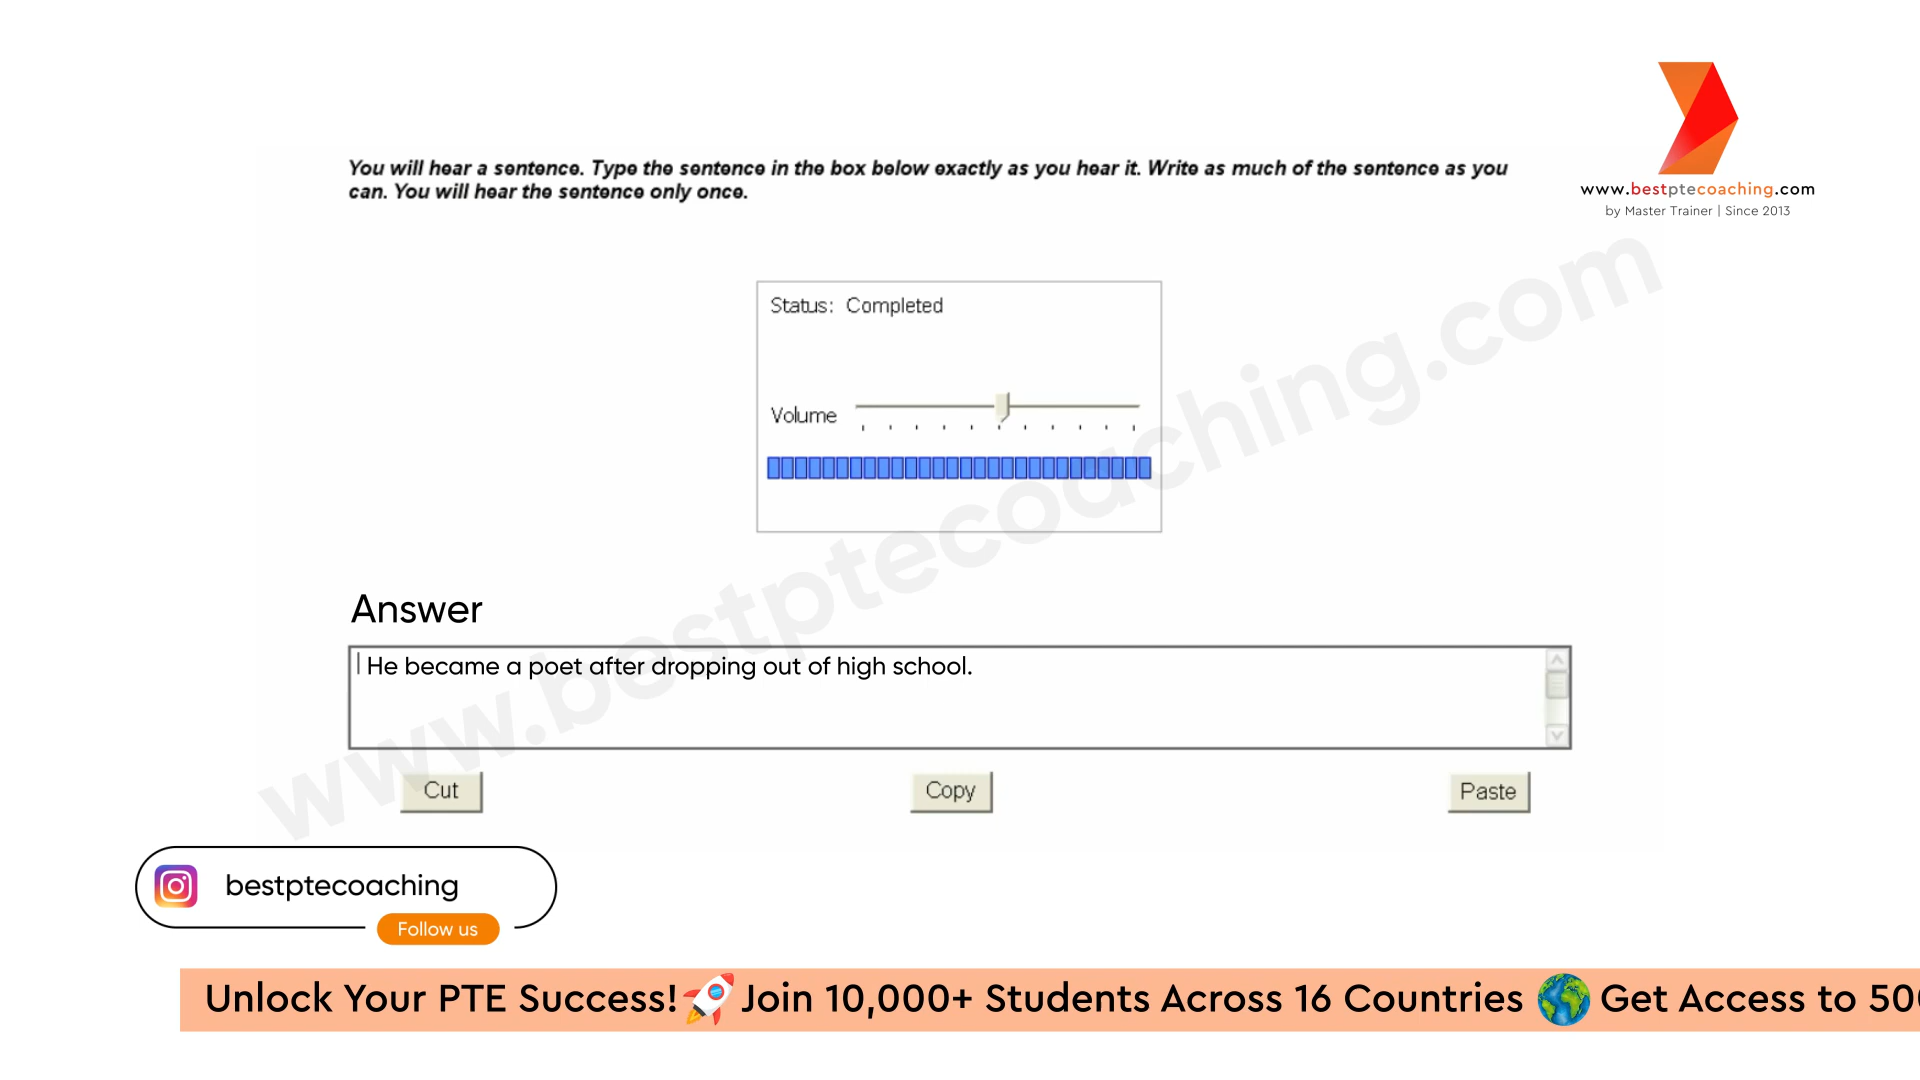 You will hear a sentence. Type the sentence in the box below exactly as you hear it. Write as much of the sentence as you
can. You will hear the sentence only once.
www.bestptecoaching.com
by Master Trainer | Since 2013
Status: Completed
Volume
www.bestptecoaching.com
Answer
He became a poet after dropping out of high school.
Cut
Copy
Paste
bestptecoaching
Follow us
Unlock Your PTE Success!🚀Join 10,000+ Students Across 16 Countries 🌍 Get Access to